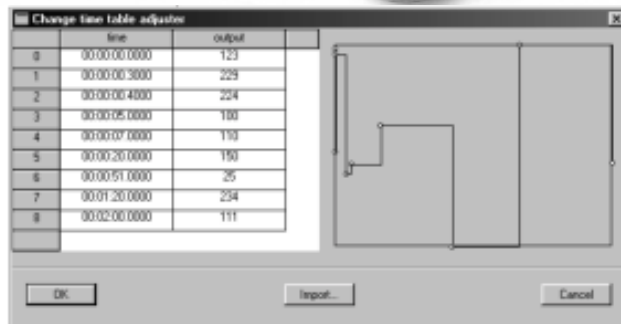 Change time table adjuster
time output
0 00:00:00.0000 123
1 00:00:00.3000 229
2 00:00:00.4000 224
3 00:00:05.0000 100
4 00:00:07.0000 110
5 00:00:20.0000 150
6 00:00:51.0000 25
7 00:01:20.0000 234
8 00:02:00.0000 111
OK Import... Cancel